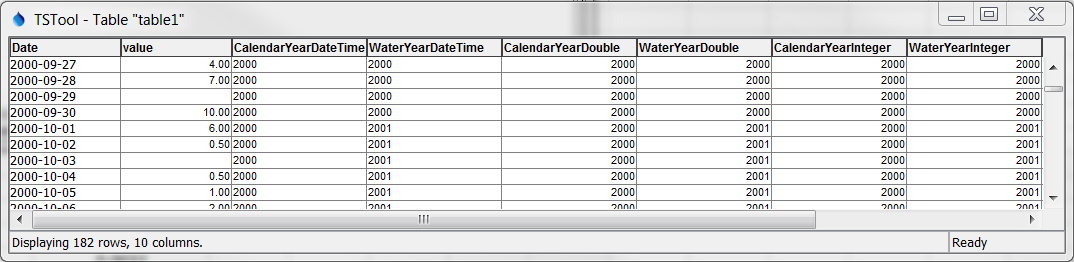 TSTool - Table "table1"
Date value CalendarYearDateTime WaterYearDateTime CalendarYearDouble WaterYearDouble CalendarYearInteger WaterYearInteger
2000-09-27 4.00 2000 2000 2000 2000 2000 2000
2000-09-28 7.00 2000 2000 2000 2000 2000 2000
2000-09-29 2000 2000 2000 2000 2000 2000
2000-09-30 10.00 2000 2000 2000 2000 2000 2000
2000-10-01 6.00 2000 2001 2000 2001 2000 2001
2000-10-02 0.50 2000 2001 2000 2001 2000 2001
2000-10-03 2000 2001 2000 2001 2000 2001
2000-10-04 0.50 2000 2001 2000 2001 2000 2001
2000-10-05 1.00 2000 2001 2000 2001 2000 2001
2000-10-06 2.00 2000 2001 2000 2001 2000 2001
Displaying 182 rows, 10 columns. Ready